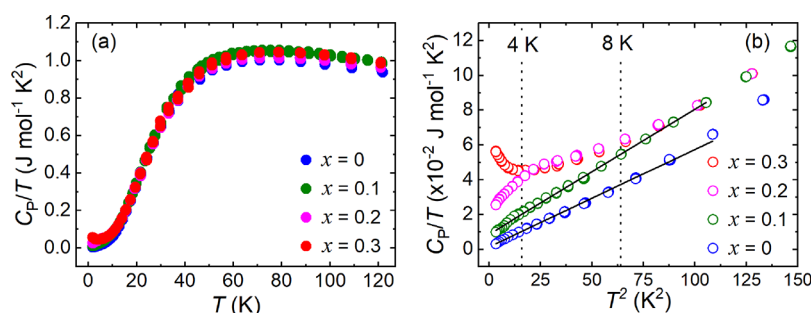 (a)
1.2
1.0
0.8
0.6
0.4
0.2
0.0
C_P/T (J mol⁻¹ K²)
x = 0
x = 0.1
x = 0.2
x = 0.3
0 20 40 60 80 100 120
T (K)
4 K 8 K (b)
12
10
8
6
4
2
0
C_P/T (x10⁻² J mol⁻¹ K²)
x = 0.3
x = 0.2
x = 0.1
x = 0
0 25 50 75 100 125 150
T² (K²)